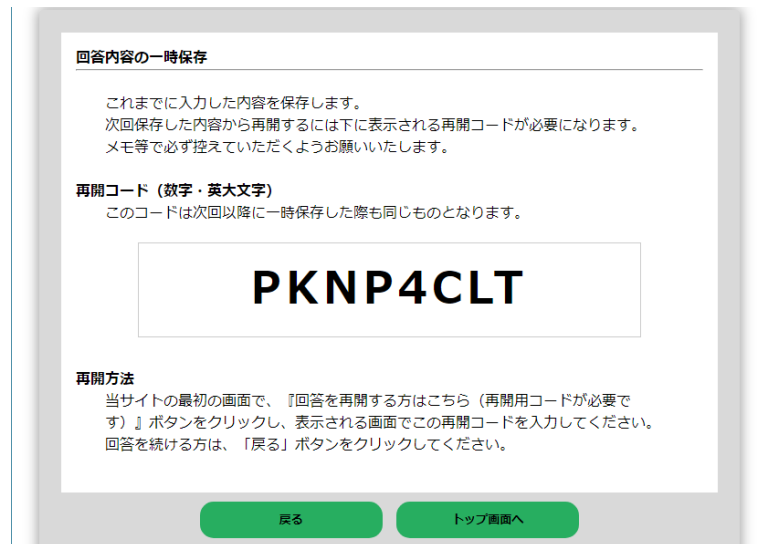 回答内容の一時保存
これまでに入力した内容を保存します。
次回保存した内容から再開するには下に表示される再開コードが必要になります。
メモ等で必ず控えていただくようお願いいたします。
再開コード（数字・英大文字）
このコードは次回以降に一時保存した際も同じものとなります。
PKNP4CLT
再開方法
当サイトの最初の画面で、『回答を再開する方はこちら（再開用コードが必要で
す）』ボタンをクリックし、表示される画面でこの再開コードを入力してください。
回答を続ける方は、「戻る」ボタンをクリックしてください。
戻る
トップ画面へ